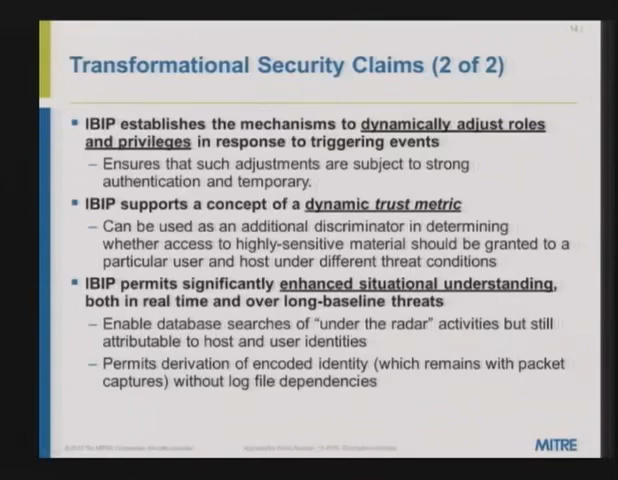 Transformational Security Claims (2 of 2)
▪ IBIP establishes the mechanisms to dynamically adjust roles
and privileges in response to triggering events
– Ensures that such adjustments are subject to strong
authentication and temporary.
▪ IBIP supports a concept of a dynamic trust metric
– Can be used as an additional discriminator in determining
whether access to highly-sensitive material should be granted to a
particular user and host under different threat conditions
▪ IBIP permits significantly enhanced situational understanding,
both in real time and over long-baseline threats
– Enable database searches of “under the radar” activities but still
attributable to host and user identities
– Permits derivation of encoded identity (which remains with packet
captures) without log file dependencies
MITRE